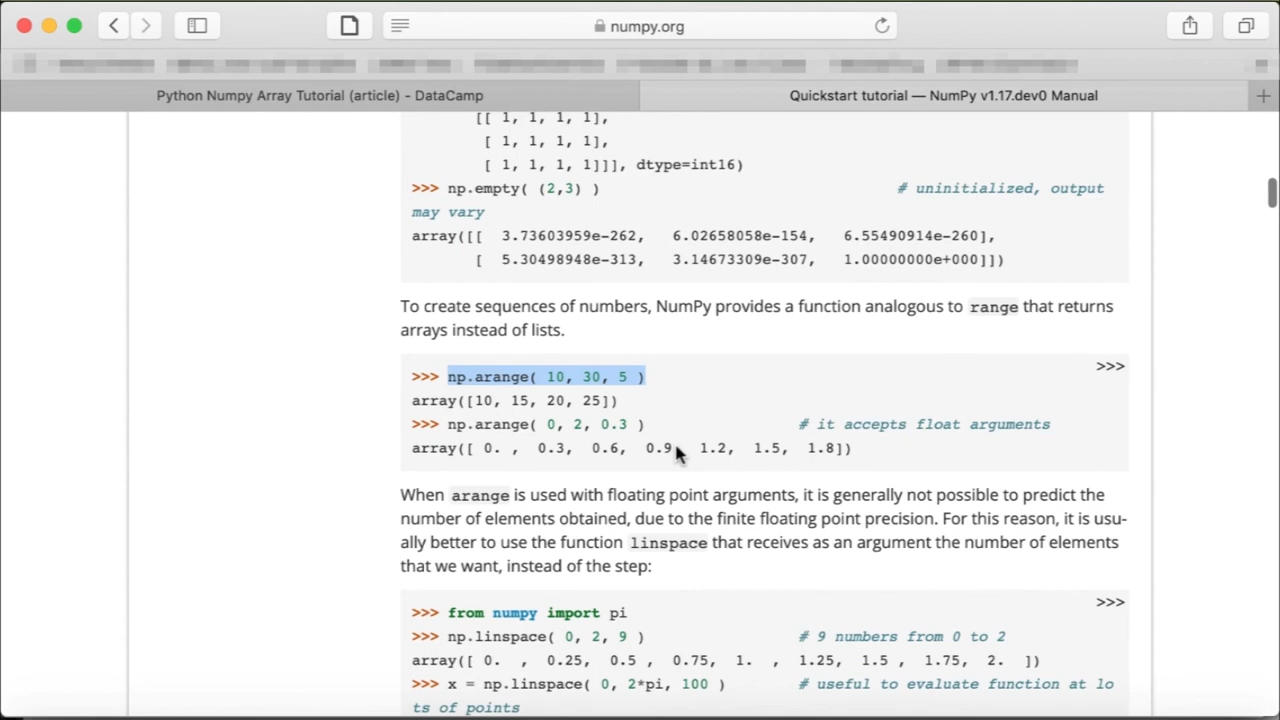 numpy.org
Python Numpy Array Tutorial (article) - DataCamp
Quickstart tutorial — NumPy v1.17.dev0 Manual
[[ 1, 1, 1, 1],
[ 1, 1, 1, 1],
[ 1, 1, 1, 1]]], dtype=int16)
>>> np.empty( (2,3) ) # uninitialized, output
may vary
array([[ 3.73603959e-262, 6.02658058e-154, 6.55490914e-260],
[ 5.30498948e-313, 3.14673309e-307, 1.00000000e+000]])
To create sequences of numbers, NumPy provides a function analogous to range that returns
arrays instead of lists.
>>>
>>> np.arange( 10, 30, 5 )
array([10, 15, 20, 25])
>>> np.arange( 0, 2, 0.3 ) # it accepts float arguments
array([ 0. , 0.3, 0.6, 0.9, 1.2, 1.5, 1.8])
When arange is used with floating point arguments, it is generally not possible to predict the
number of elements obtained, due to the finite floating point precision. For this reason, it is usu-
ally better to use the function linspace that receives as an argument the number of elements
that we want, instead of the step:
>>>
>>> from numpy import pi
>>> np.linspace( 0, 2, 9 ) # 9 numbers from 0 to 2
array([ 0. , 0.25, 0.5 , 0.75, 1. , 1.25, 1.5 , 1.75, 2. ])
>>> x = np.linspace( 0, 2*pi, 100 ) # useful to evaluate function at lo
ts of points